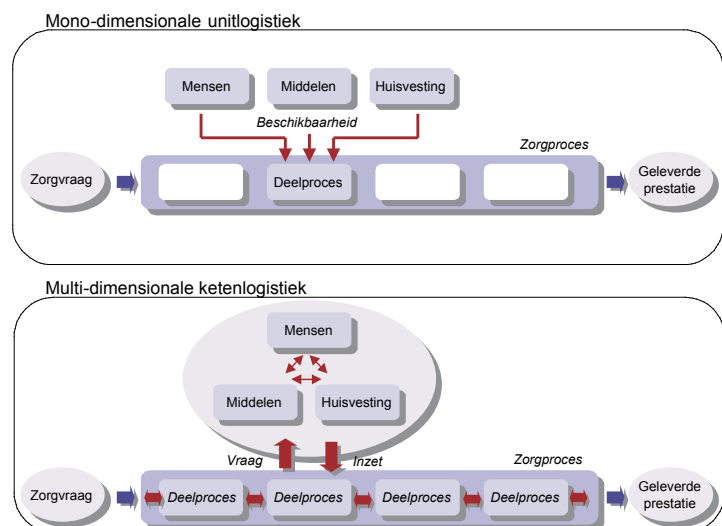 Mono-dimensionale unitlogistiek
Mensen
Middelen
Huisvesting
Beschikbaarheid
Zorgproces
Zorgvraag
Deelproces
Geleverde
prestatie
Multi-dimensionale ketenlogistiek
Mensen
Middelen
Huisvesting
Vraag
Inzet
Zorgproces
Zorgvraag
Deelproces
Deelproces
Deelproces
Deelproces
Geleverde
prestatie